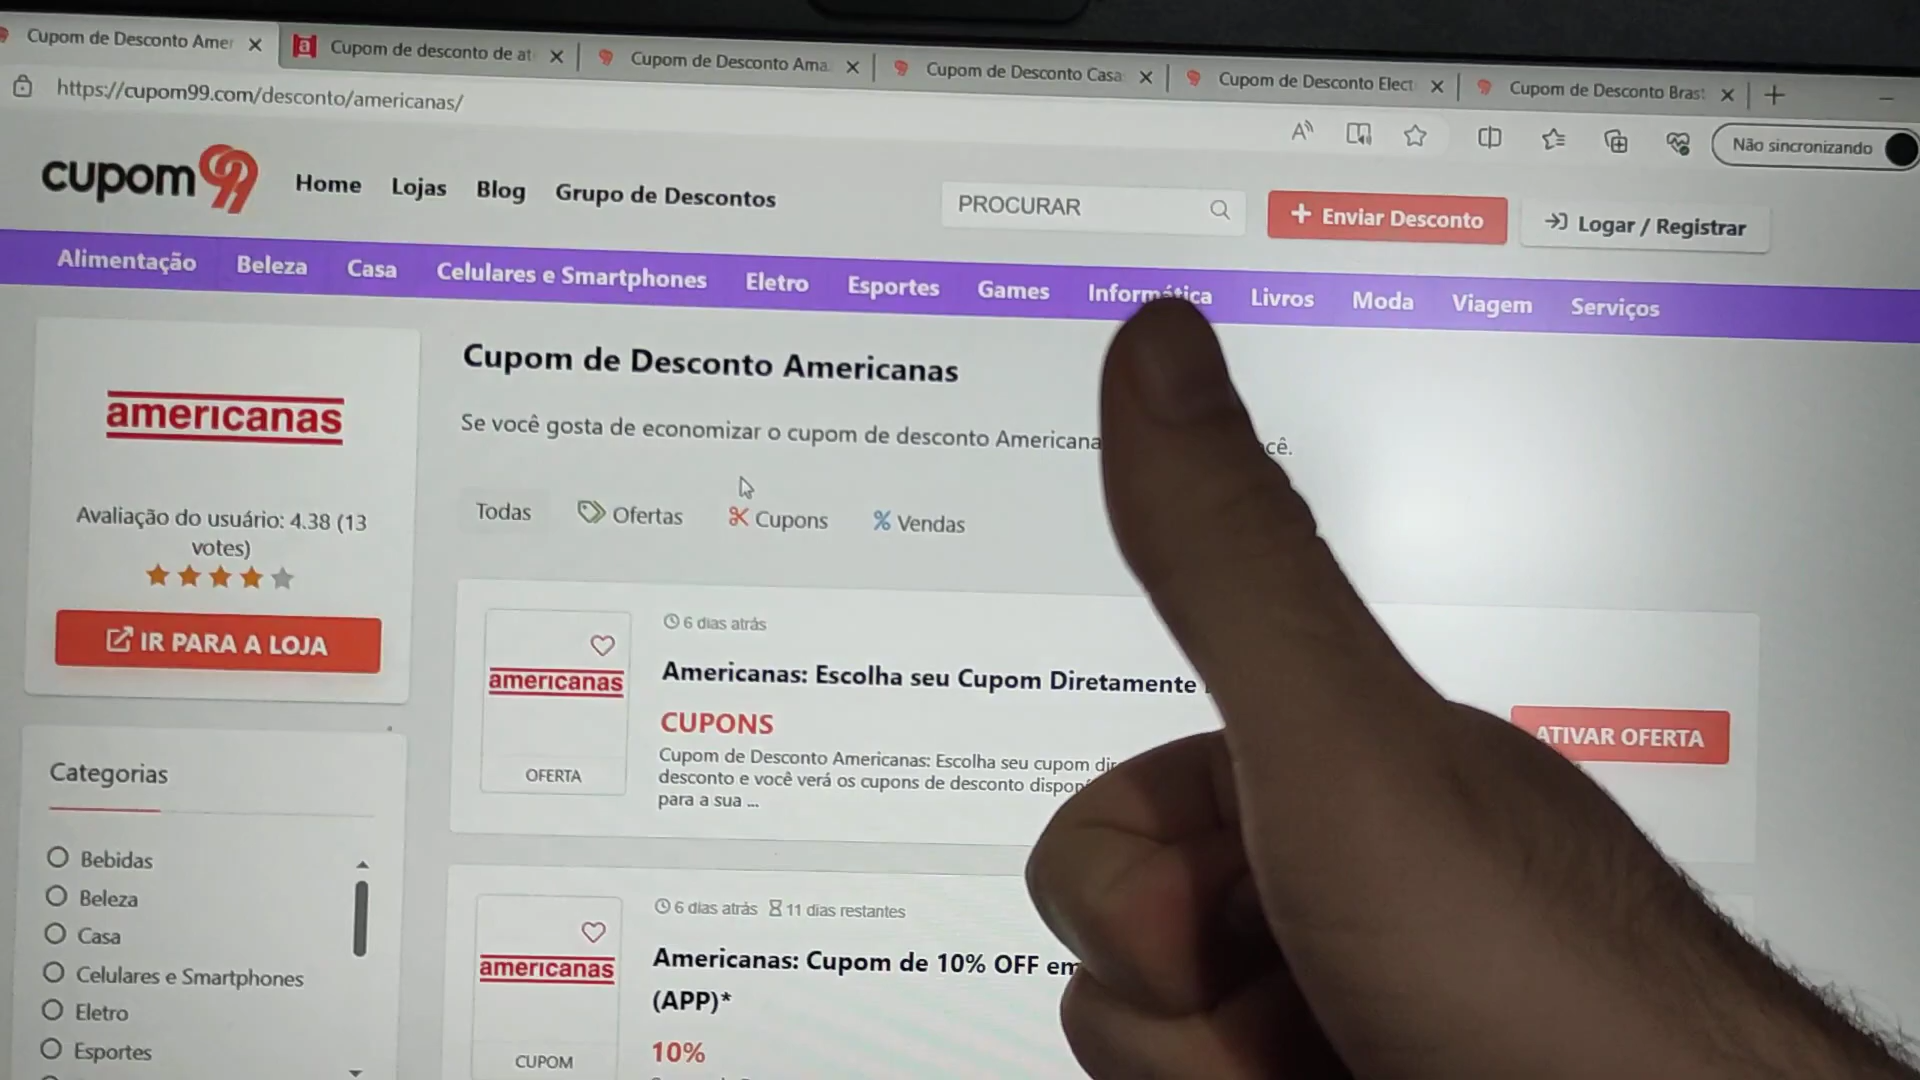 Cupom de Desconto Amer
Cupom de desconto de at
Cupom de Desconto Ama
Cupom de Desconto Casa
Cupom de Desconto Elect
Cupom de Desconto Bras
https://cupom99.com/desconto/americanas/
Não sincronizando
cupom99
Home
Lojas
Blog
Grupo de Descontos
PROCURAR
+ Enviar Desconto
Logar / Registrar
Alimentação
Beleza
Casa
Celulares e Smartphones
Eletro
Esportes
Games
Informática
Livros
Moda
Viagem
Serviços
americanas
Avaliação do usuário: 4.38 (13
votes)
IR PARA A LOJA
Categorias
Bebidas
Beleza
Casa
Celulares e Smartphones
Eletro
Esportes
Cupom de Desconto Americanas
Se você gosta de economizar o cupom de desconto Americana cê.
Todas
Ofertas
Cupons
% Vendas
americanas
OFERTA
6 dias atrás
Americanas: Escolha seu Cupom Diretamente
CUPONS
Cupom de Desconto Americanas: Escolha seu cupom dir
desconto e você verá os cupons de desconto dispon
para a sua ...
ATIVAR OFERTA
americanas
CUPOM
6 dias atrás
11 dias restantes
Americanas: Cupom de 10% OFF em
(APP)*
10%